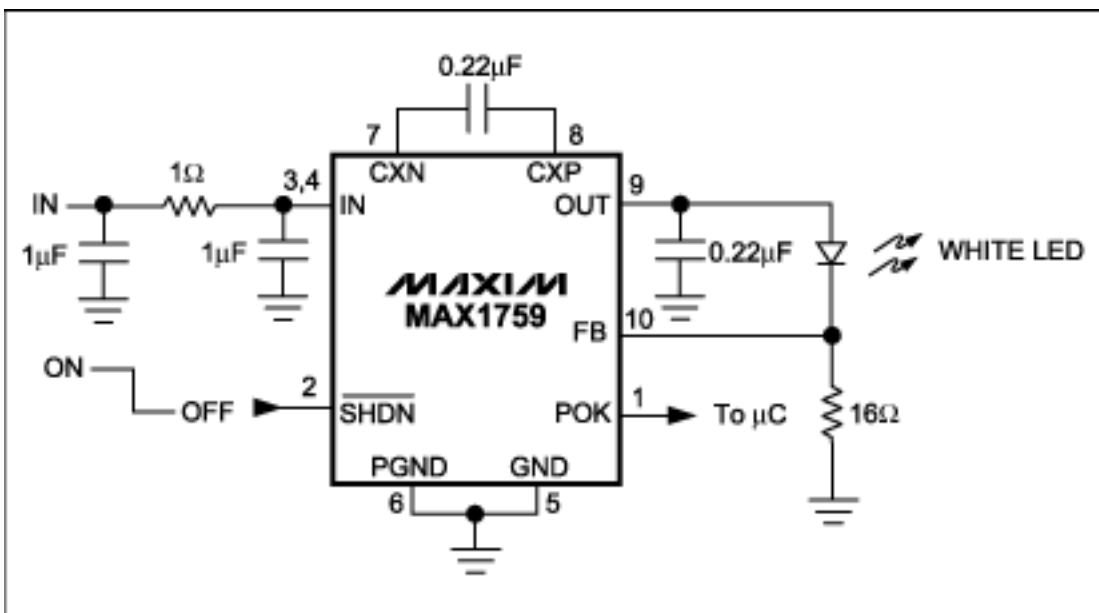 0.22μF
7 8
CXN CXP
1Ω
3,4
IN
IN
OUT
9
1μF
1μF
0.22μF
WHITE LED
MAXIM
MAX1759
FB
10
ON
OFF
2
SHDN
POK
1
To μC
16Ω
PGND GND
6 5